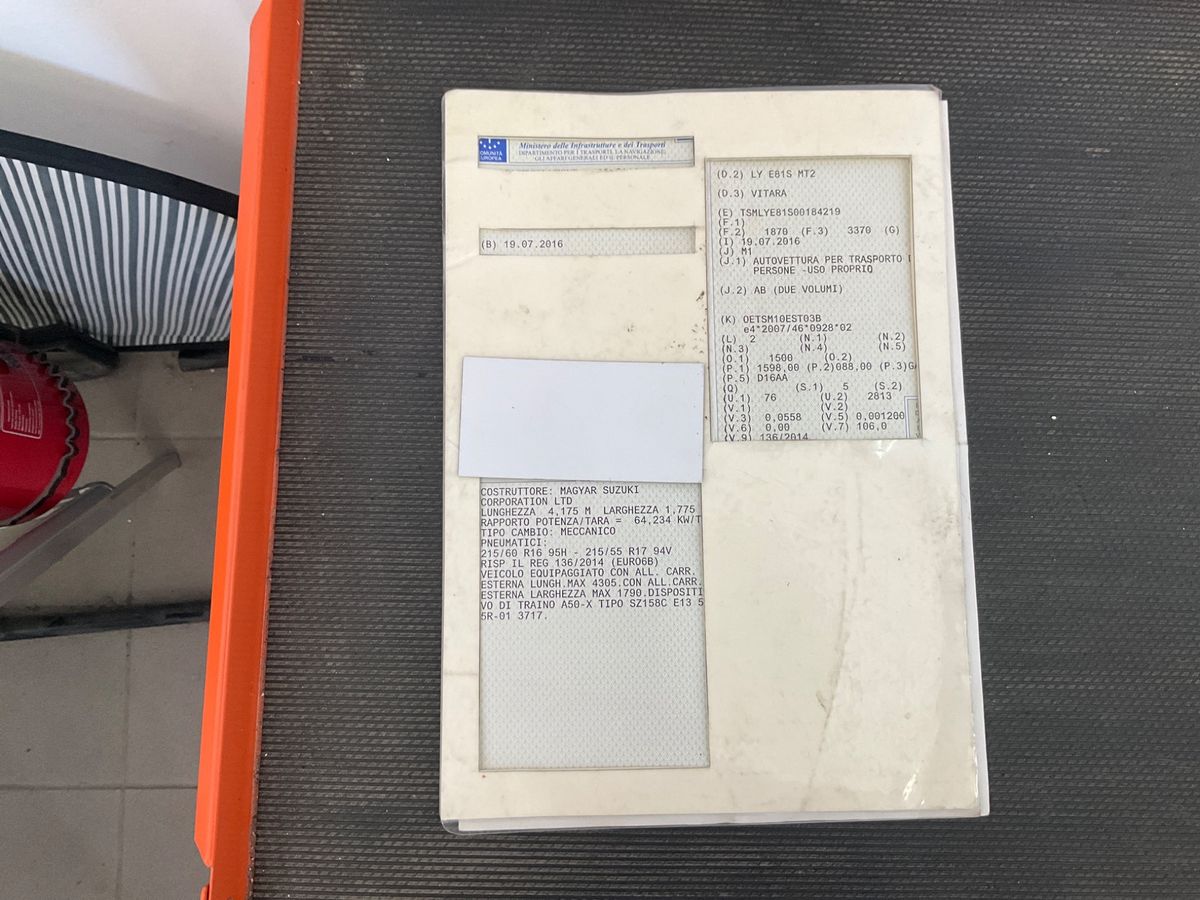 COMUNITÀ
EUROPEA
Ministero delle Infrastrutture e dei Trasporti
DIPARTIMENTO PER I TRASPORTI, LA NAVIGAZIONE,
GLI AFFARI GENERALI ED IL PERSONALE
(B) 19.07.2016
COSTRUTTORE: MAGYAR SUZUKI
CORPORATION LTD
LUNGHEZZA 4,175 M LARGHEZZA 1,775
RAPPORTO POTENZA/TARA = 64,234 KW/T
TIPO CAMBIO: MECCANICO
PNEUMATICI:
215/60 R16 95H - 215/55 R17 94V
RISP IL REG 136/2014 (EURO6B)
VEICOLO EQUIPAGGIATO CON ALL. CARR.
ESTERNA LUNGH.MAX 4305.CON ALL.CARR.
ESTERNA LARGHEZZA MAX 1790.DISPOSITI
VO DI TRAINO A50-X TIPO SZ158C E13 5
5R-01 3717.
(D.2) LY E81S MT2
(D.3) VITARA
(E) TSMLYE81S00184219
(F.1)
(F.2) 1870 (F.3) 3370 (G)
(I) 19.07.2016
(J) M1
(J.1) AUTOVETTURA PER TRASPORTO
PERSONE -USO PROPRIO
(J.2) AB (DUE VOLUMI)
(K) OETSM10EST03B
e4*2007/46*0928*02
(L) 2 (N.1) (N.2)
(N.3) (N.4) (N.5)
(O.1) 1500 (O.2)
(P.1) 1598,00 (P.2)088,00 (P.3)GA
(P.5) D16AA
(Q) (S.1) 5 (S.2)
(U.1) 76 (U.2) 2813
(V.1) (V.2)
(V.3) 0,0558 (V.5) 0,001200
(V.6) 0,00 (V.7) 106,0
(V.9) 136/2014